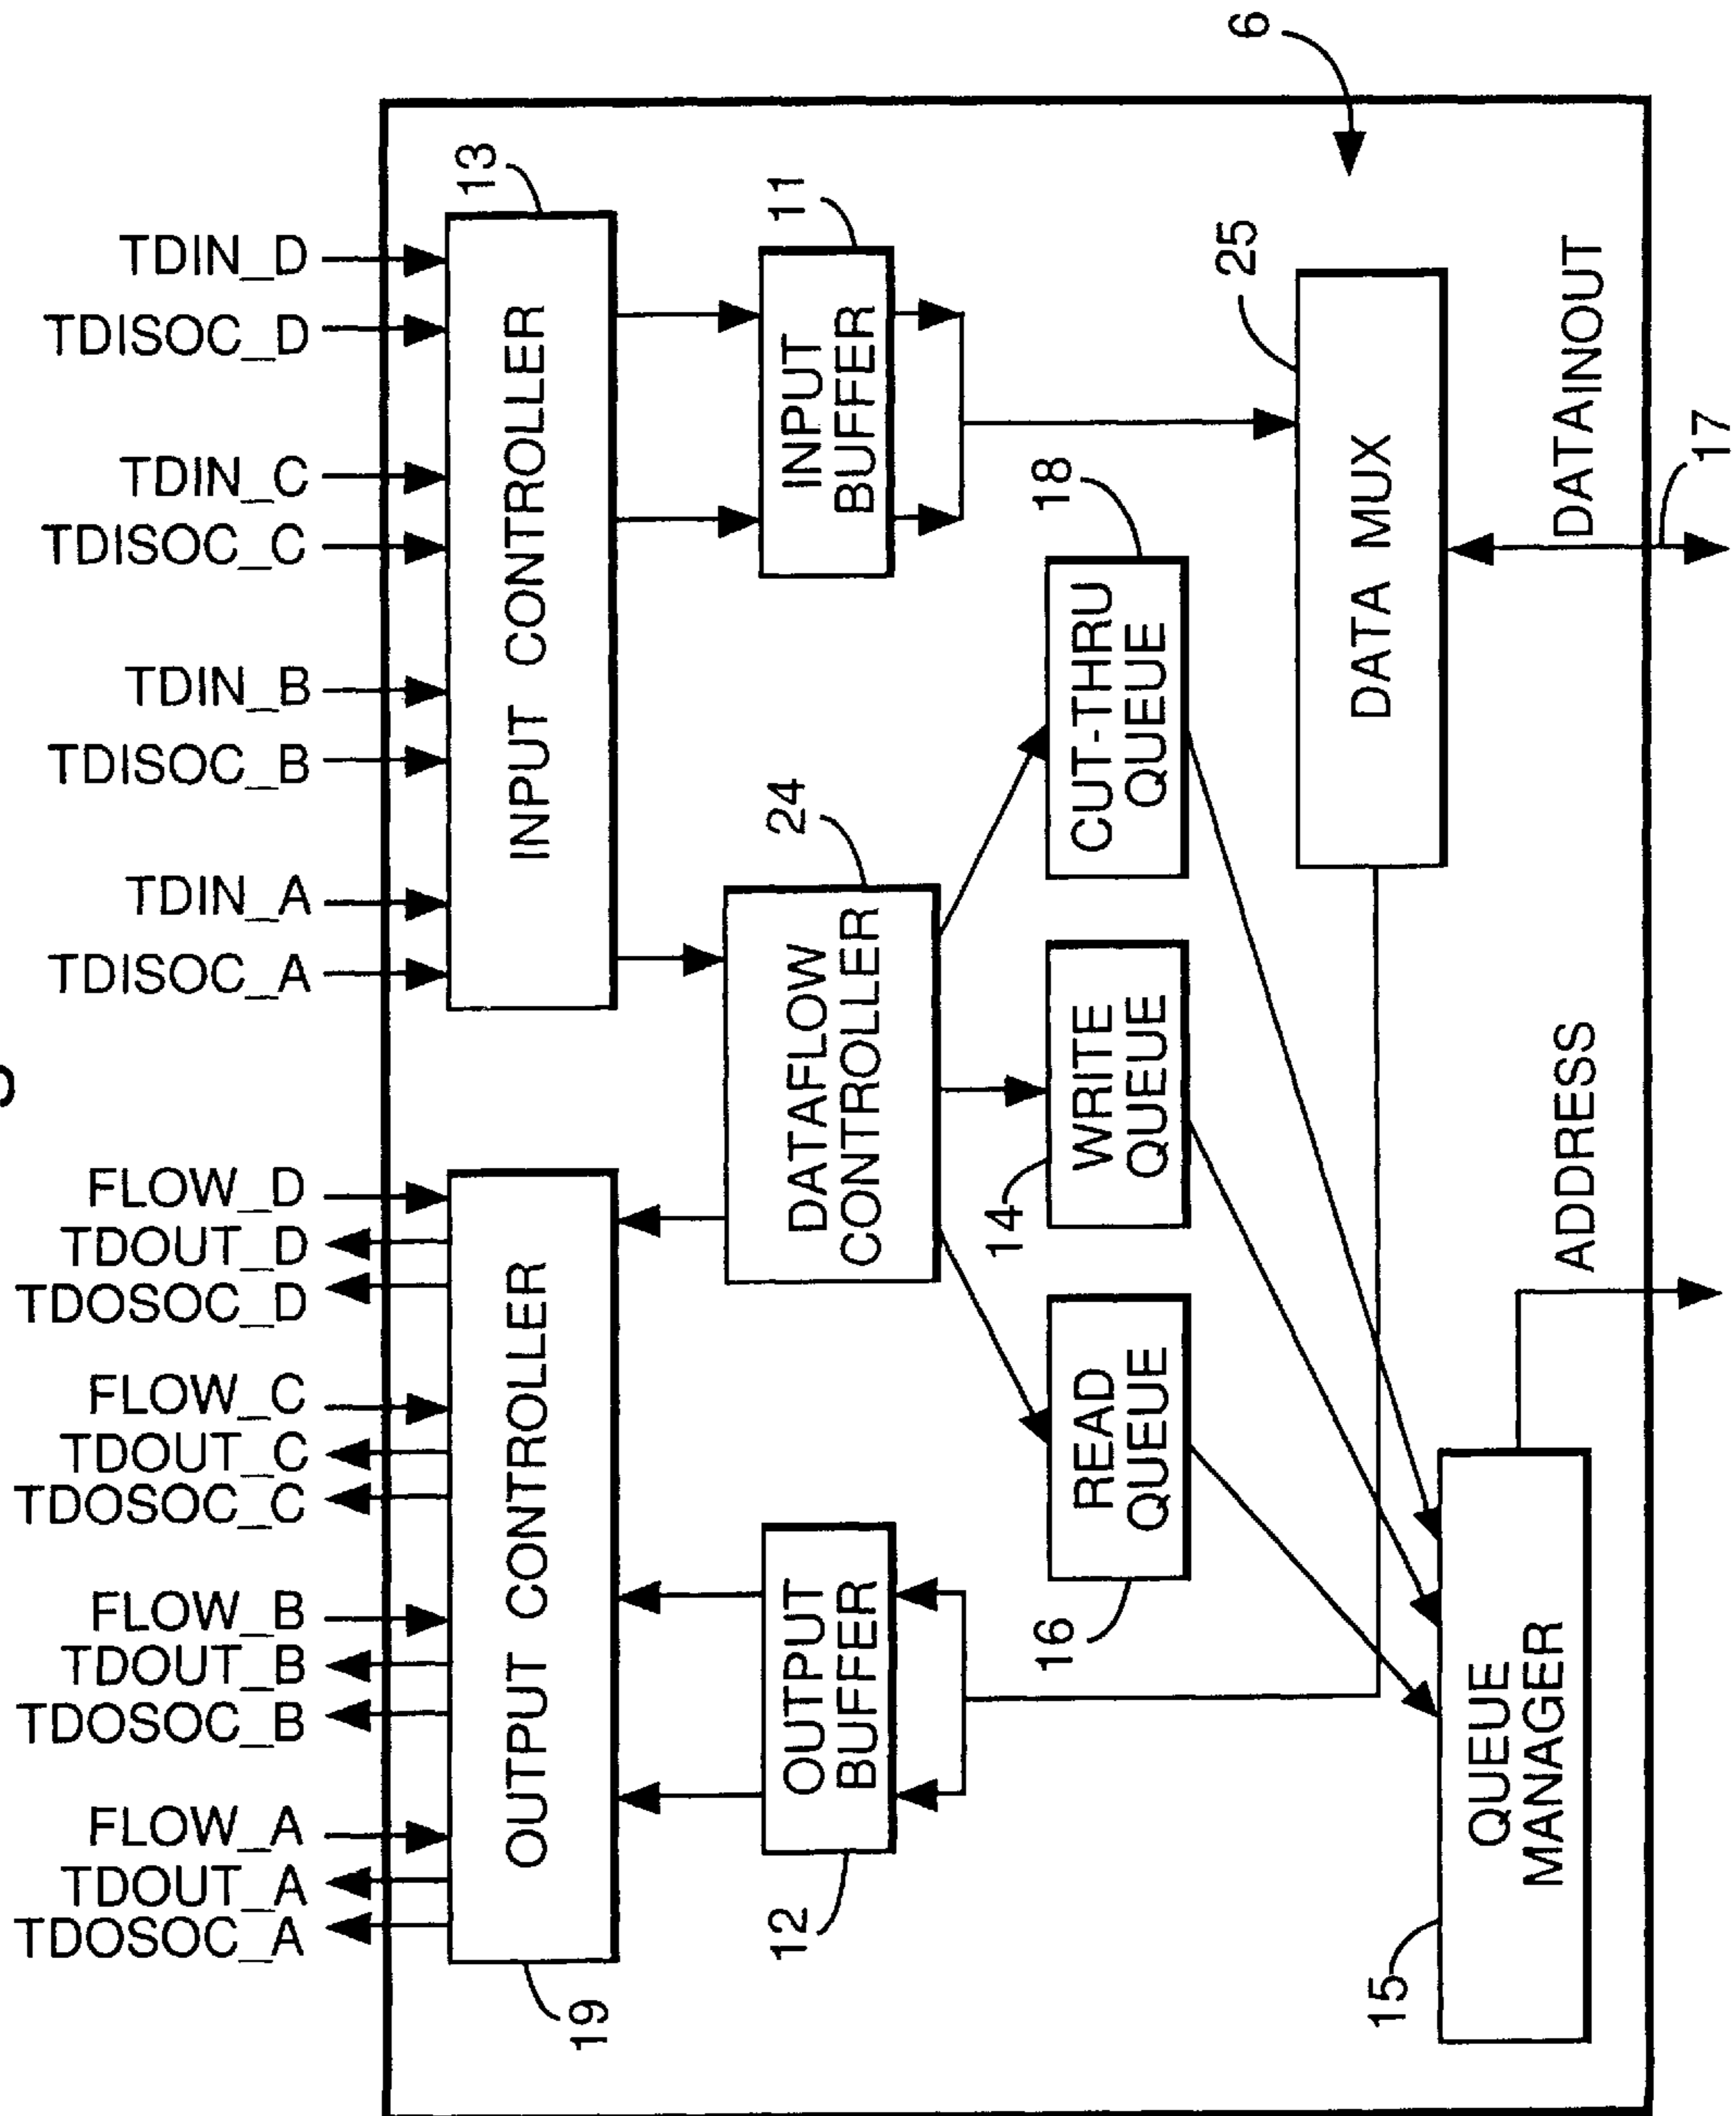 TDIN_D
TDISOC_D
TDIN_C
TDISOC_C
TDIN_B
TDISOC_B
TDIN_A
TDISOC_A
FLOW_D
TDOUT_D
TDOSOC_D
FLOW_C
TDOUT_C
TDOSOC_C
FLOW_B
TDOUT_B
TDOSOC_B
FLOW_A
TDOUT_A
TDOSOC_A
INPUT CONTROLLER
13
OUTPUT CONTROLLER
19
INPUT
BUFFER
11
DATAFLOW
CONTROLLER
24
OUTPUT
BUFFER
12
CUT-THRU
QUEUE
18
WRITE
QUEUE
14
READ
QUEUE
16
DATA MUX
25
QUEUE
MANAGER
15
6
DATAINOUT
17
ADDRESS